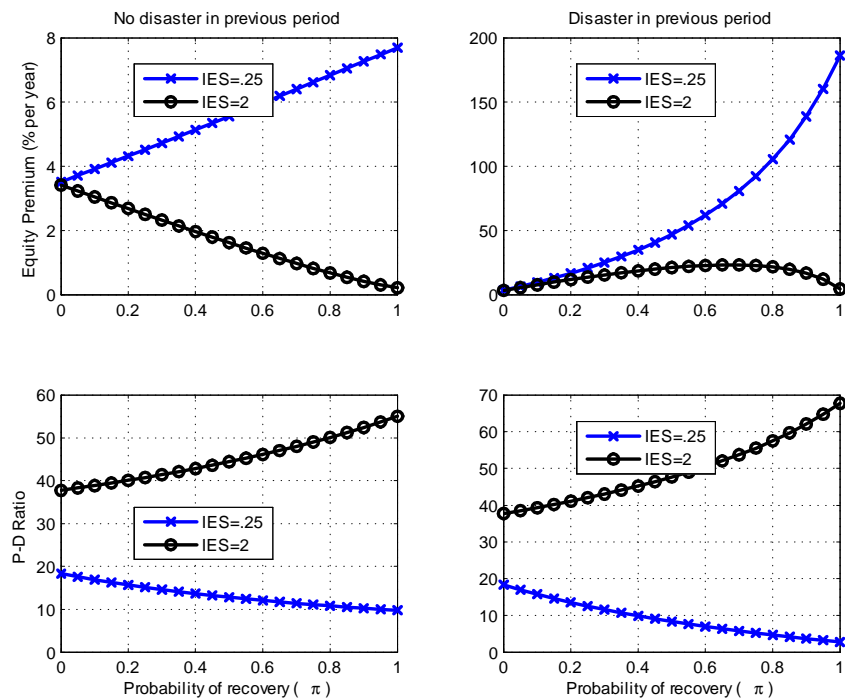 No disaster in previous period
Disaster in previous period
Equity Premium (% per year)
8
6
4
2
0
IES=.25
IES=2
0 0.2 0.4 0.6 0.8 1
200
150
100
50
0
IES=.25
IES=2
0 0.2 0.4 0.6 0.8 1
P-D Ratio
60
50
40
30
20
10
0
IES=.25
IES=2
0 0.2 0.4 0.6 0.8 1
Probability of recovery ( π)
70
60
50
40
30
20
10
0
IES=.25
IES=2
0 0.2 0.4 0.6 0.8 1
Probability of recovery ( π)